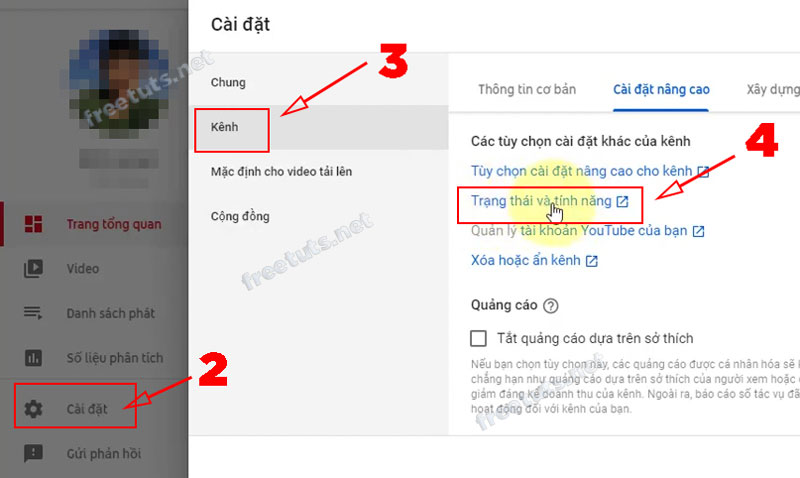 Cài đặt
Chung
Kênh
Mặc định cho video tải lên
Cộng đồng
Thông tin cơ bản
Cài đặt nâng cao
Xây dựng
Các tùy chọn cài đặt khác của kênh
Tùy chọn cài đặt nâng cao cho kênh
Trạng thái và tính năng
Quản lý tài khoản YouTube của bạn
Xóa hoặc ẩn kênh
Quảng cáo
Tắt quảng cáo dựa trên sở thích
Nếu bạn chọn tùy chọn này, các quảng cáo được cá nhân hóa sẽ k
chẳng hạn như quảng cáo dựa trên sở thích của người xem hoặc
giảm đáng kể doanh thu của kênh. Ngoài ra, báo cáo số tác vụ đã
hoạt động đối với kênh của bạn.
Trang tổng quan
Video
Danh sách phát
Số liệu phân tích
Cài đặt
Gửi phản hồi
2
3
4
freetuts.net
freetuts.net
freetuts.net